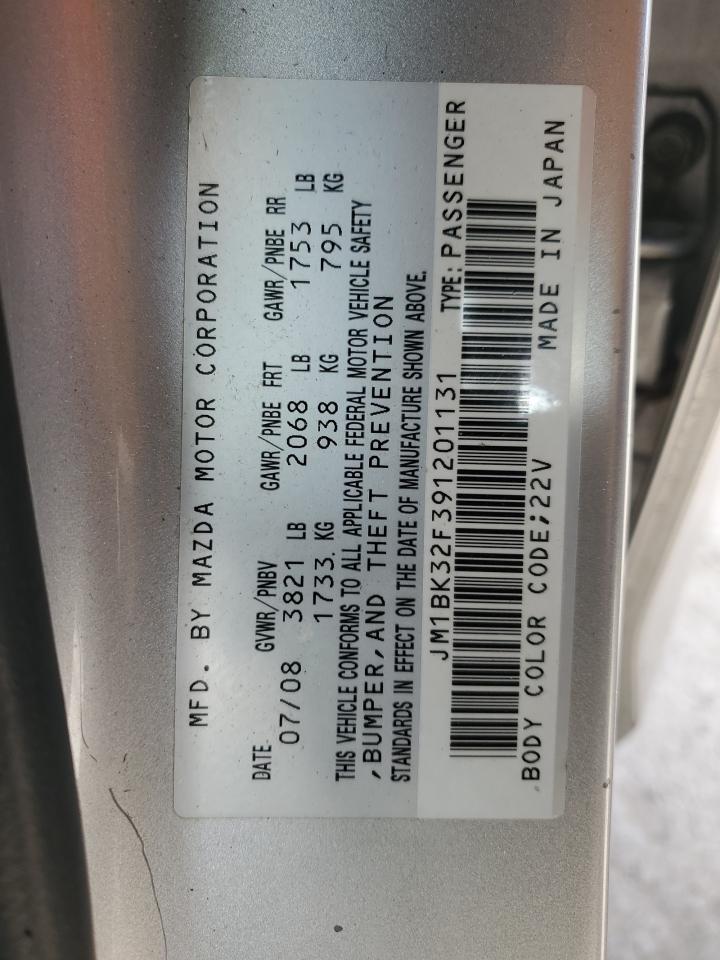 MFD. BY MAZDA MOTOR CORPORATION
DATE GVWR/PNBV GAWR/PNBE FRT GAWR/PNBE RR
07/08 3821 LB 2068 LB 1753 LB
1733. KG 938 KG 795 KG
THIS VEHICLE CONFORMS TO ALL APPLICABLE FEDERAL MOTOR VEHICLE SAFETY
,BUMPER,AND THEFT PREVENTION
STANDARDS IN EFFECT ON THE DATE OF MANUFACTURE SHOWN ABOVE.
JM1BK32F391201131 TYPE:PASSENGER
BODY COLOR CODE;22V MADE IN JAPAN